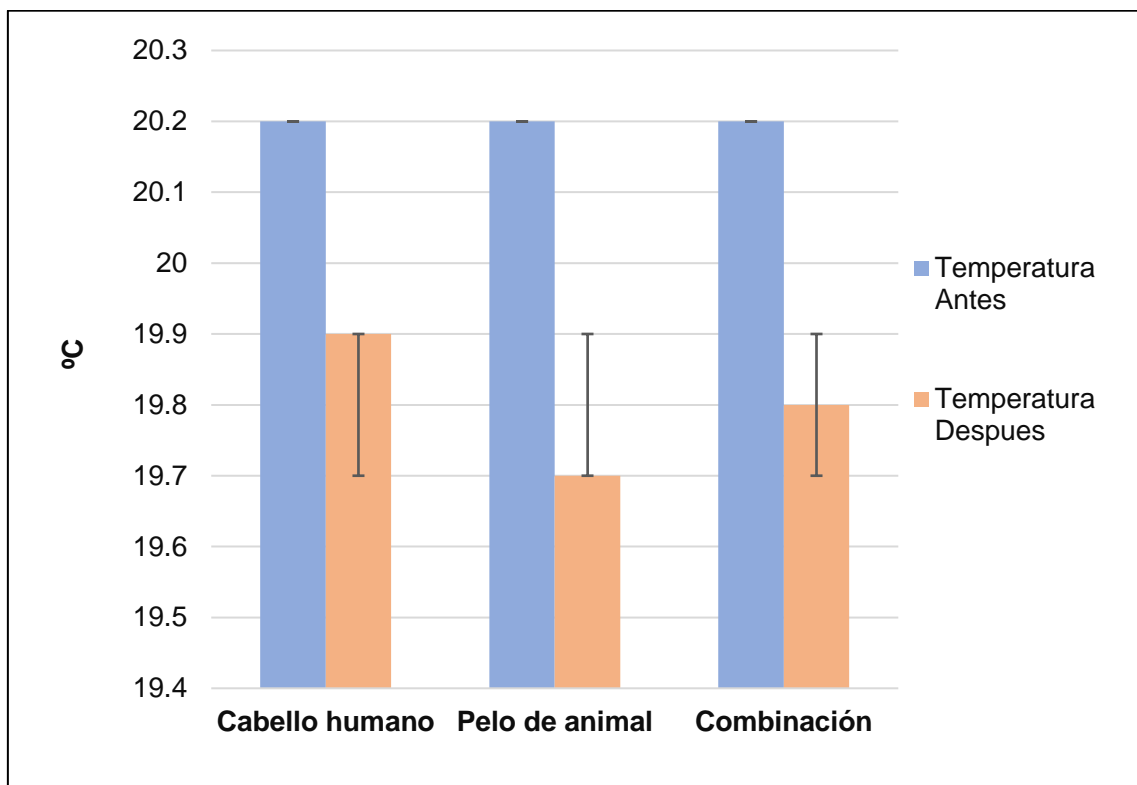 20.3
20.2
20.1
20
19.9
19.8
19.7
19.6
19.5
19.4
ºC
Cabello humano
Pelo de animal
Combinación
Temperatura
Antes
Temperatura
Despues